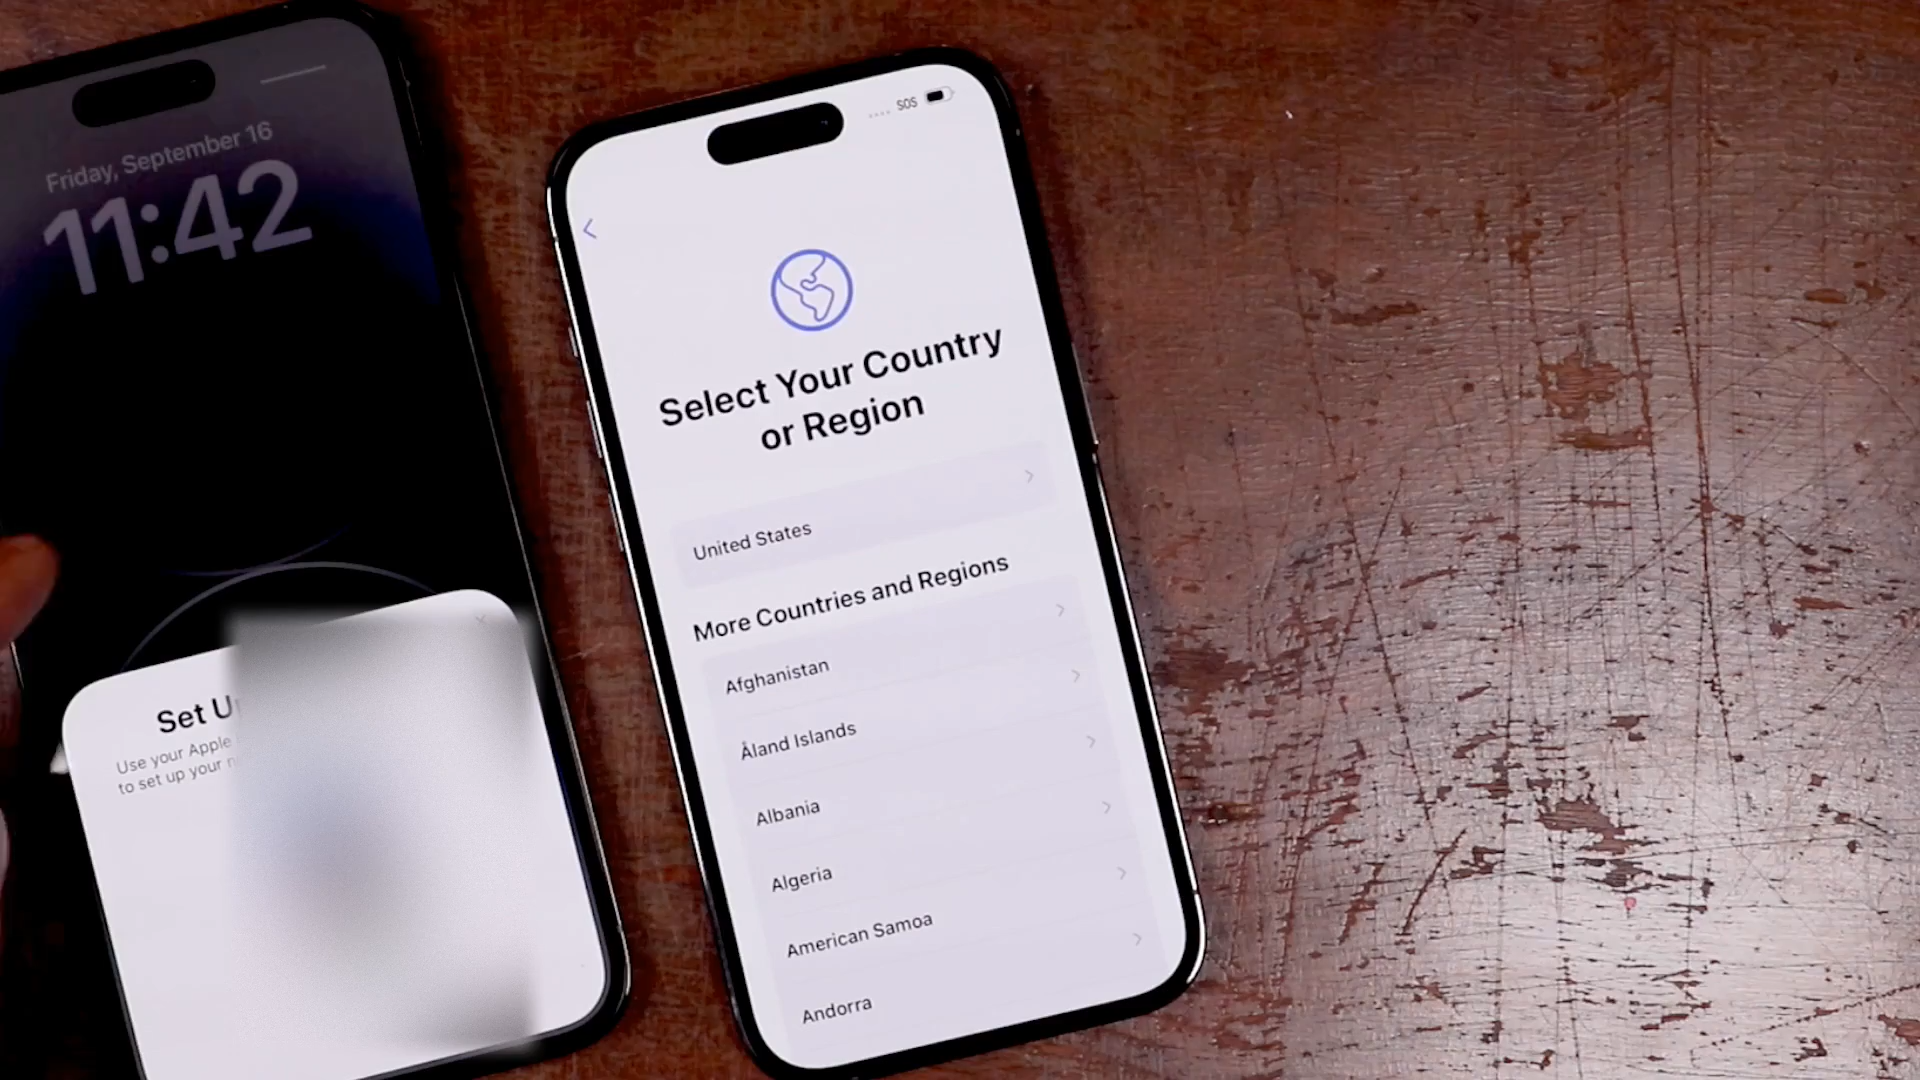 Friday, September 16
11:42
Set U
Use your Apple
to set up your
SOS
Select Your Country
or Region
United States
More Countries and Regions
Afghanistan
Åland Islands
Albania
Algeria
American Samoa
Andorra